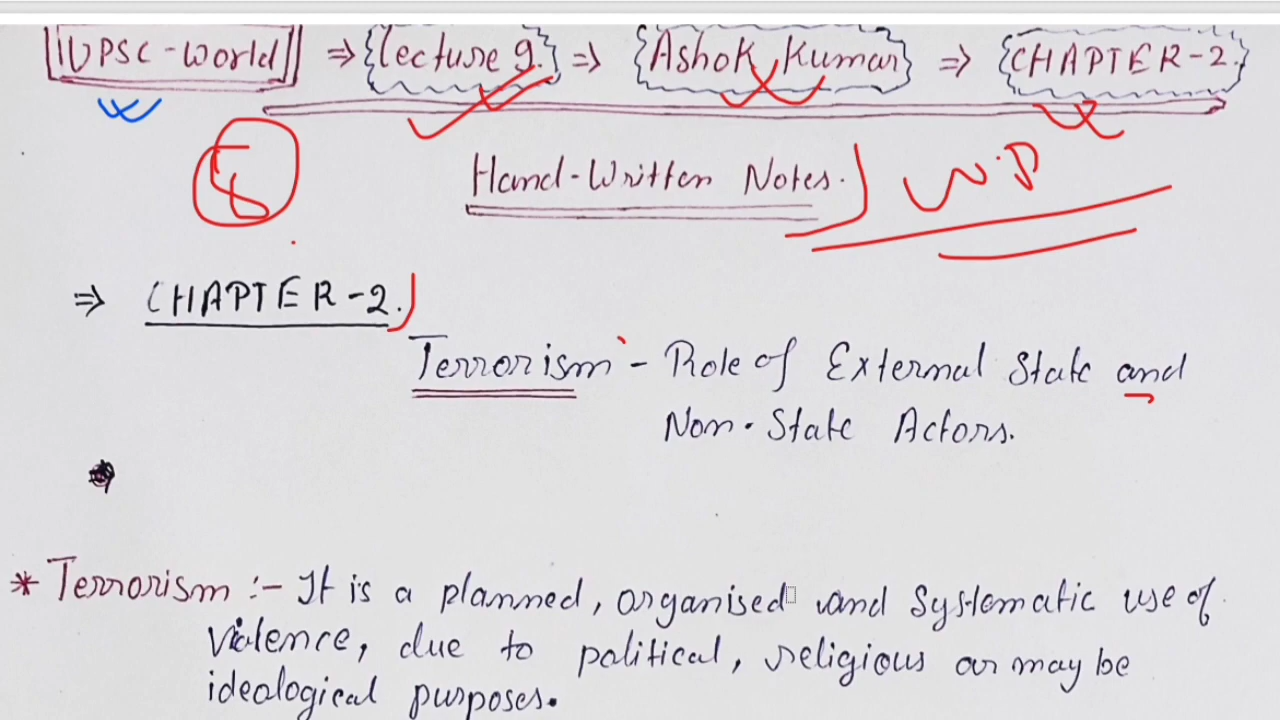 UPSC-World ⇒ Lecture 9. ⇒ Ashok Kumar ⇒ CHAPTER-2.
Hand-Written Notes.
⇒ CHAPTER-2.
Terrorism - Role of External State and
Non-State Actors.
* Terrorism :- It is a planned, organised and systematic use of
violence, due to political, religious or may be
ideological purposes.